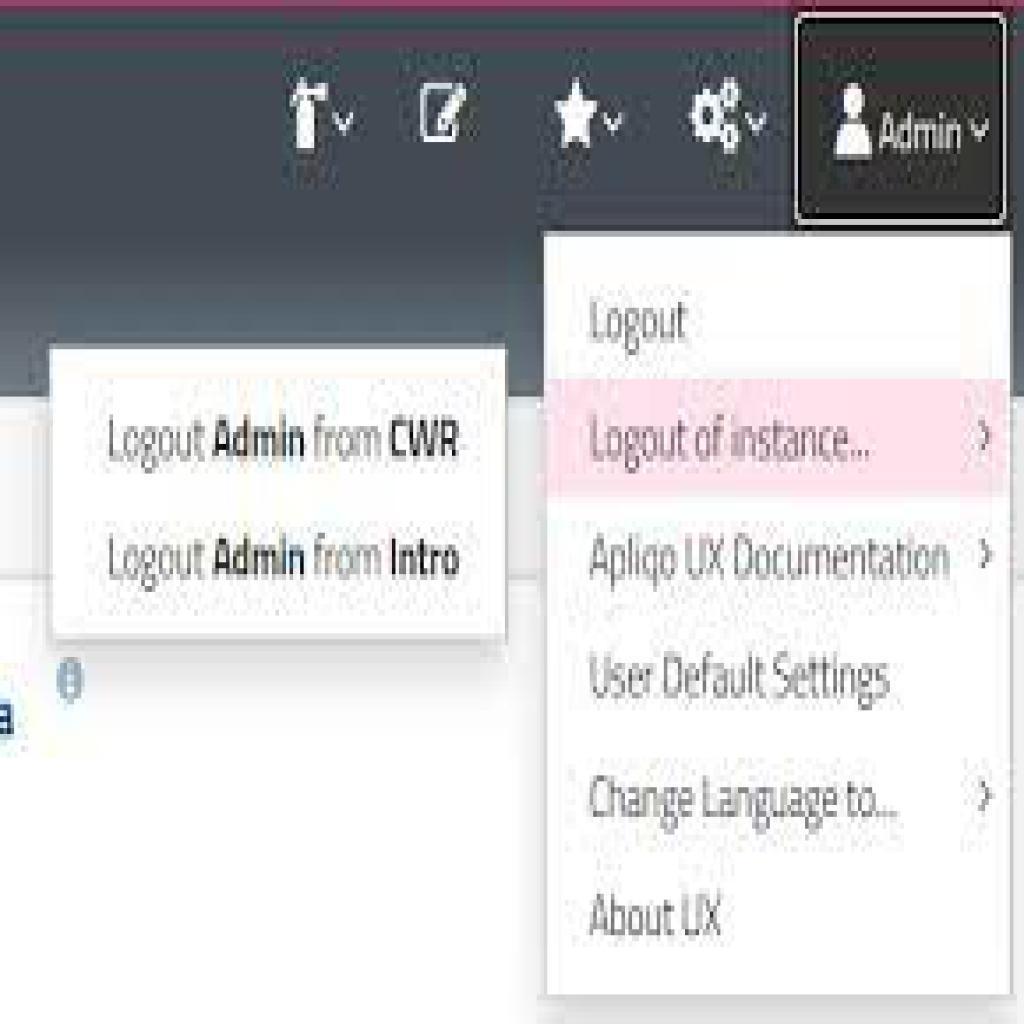 Admin
Logout
Logout of instance...
Apliqo UX Documentation
User Default Settings
Change Language to...
About UX
Logout Admin from CWR
Logout Admin from Intro
a